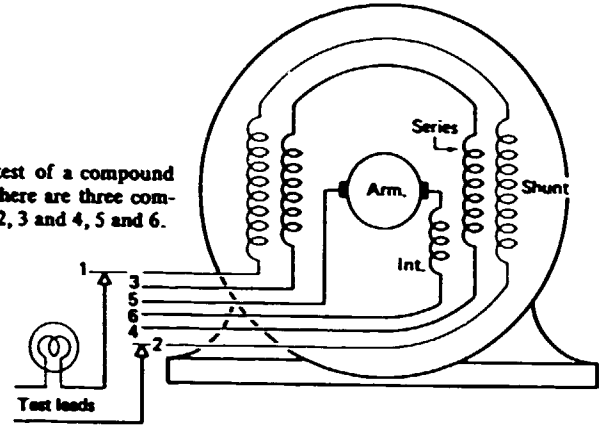 test of a compound
here are three com-
2, 3 and 4, 5 and 6.
Series
Arm.
Shunt
Int.
1
3
5
6
4
2
Test leads